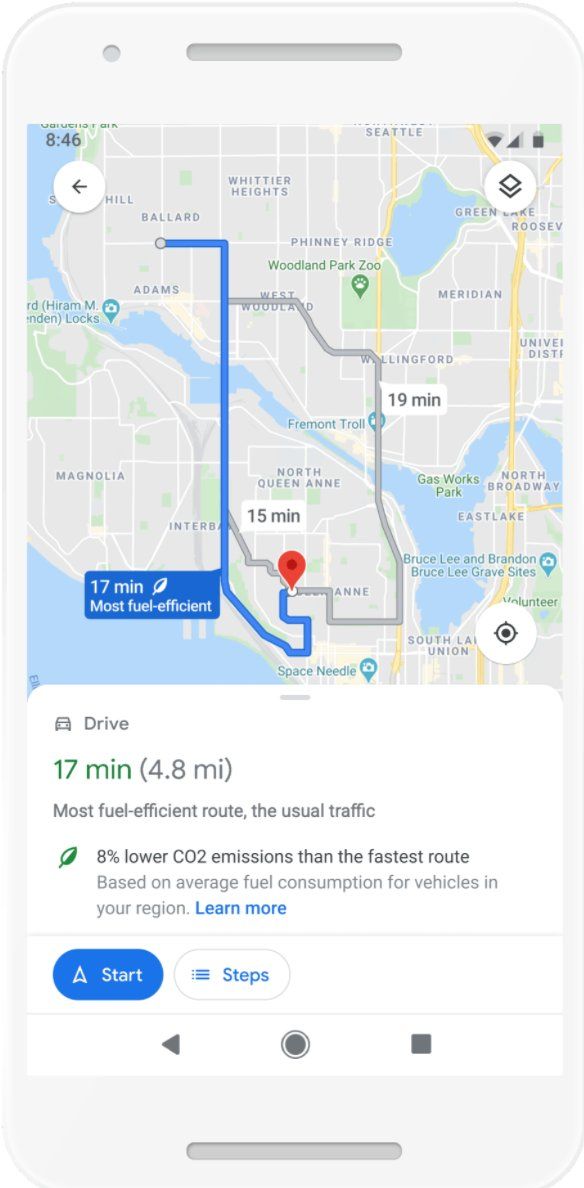 Gardens Park
8:46
SEATTLE
WHITTIER
HEIGHTS
HILL
BALLARD
GREEN LAKE
ROOSEV
PHINNEY RIDGE
Woodland Park Zoo
ADAMS
WEST
WOODLAND
MERIDIAN
rd (Hiram M.
enden) Locks
UNIVE
DISTR
WALLINGFORD
19 min
Fremont Troll
MAGNOLIA
NORTH
QUEEN ANNE
Gas Works
Park
NORTH
BROADWAY
15 min
EASTLAKE
INTERBA
Bruce Lee and Brandon
Bruce Lee Grave Sites
17 min
Most fuel-efficient
ANNE
Volunteer
SOUTH LA
UNION
Space Needle
Drive
17 min (4.8 mi)
Most fuel-efficient route, the usual traffic
8% lower CO2 emissions than the fastest route
Based on average fuel consumption for vehicles in
your region. Learn more
Start
Steps